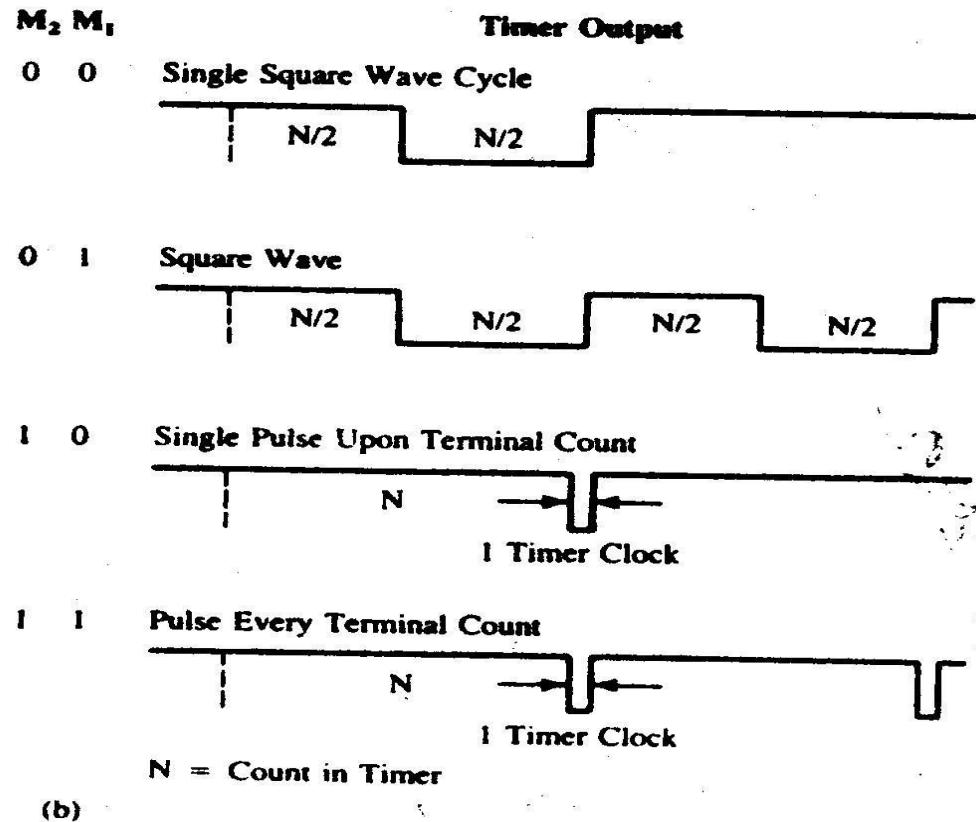 M₂ M₁ Timer Output
0 0 Single Square Wave Cycle
N/2 N/2
0 1 Square Wave
N/2 N/2 N/2 N/2
1 0 Single Pulse Upon Terminal Count
N
1 Timer Clock
1 1 Pulse Every Terminal Count
N
1 Timer Clock
N = Count in Timer
(b)